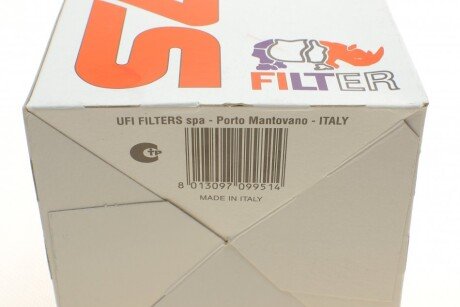 FILTER
UFI FILTERS spa - Porto Mantovano - ITALY
8 013097 099514
MADE IN ITALY